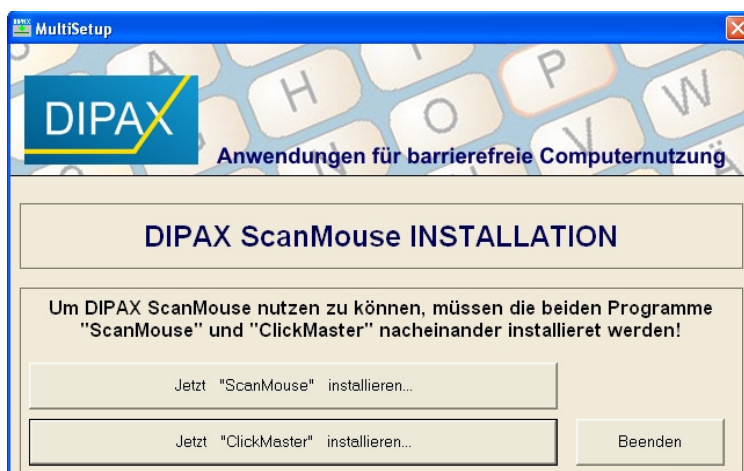 DIPAX
MultiSetup
A
H
I
P
G
H
N
O
P
V
W
Ä
DIPAX
Anwendungen für barrierefreie Computernutzung
DIPAX ScanMouse INSTALLATION
Um DIPAX ScanMouse nutzen zu können, müssen die beiden Programme
"ScanMouse" und "ClickMaster" nacheinander installieret werden!
Jetzt "ScanMouse" installieren...
Jetzt "ClickMaster" installieren...
Beenden